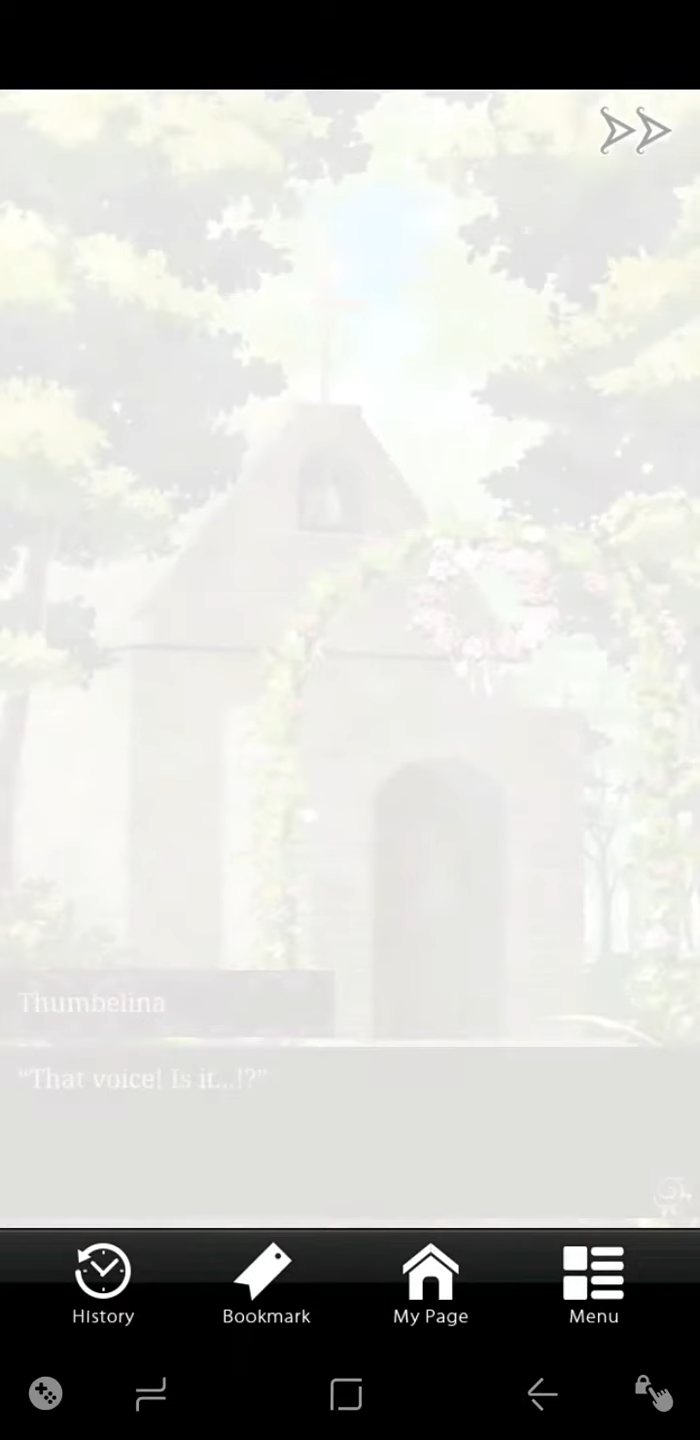 Thumbelina
“That voice! Is it...!?”
History
Bookmark
My Page
Menu